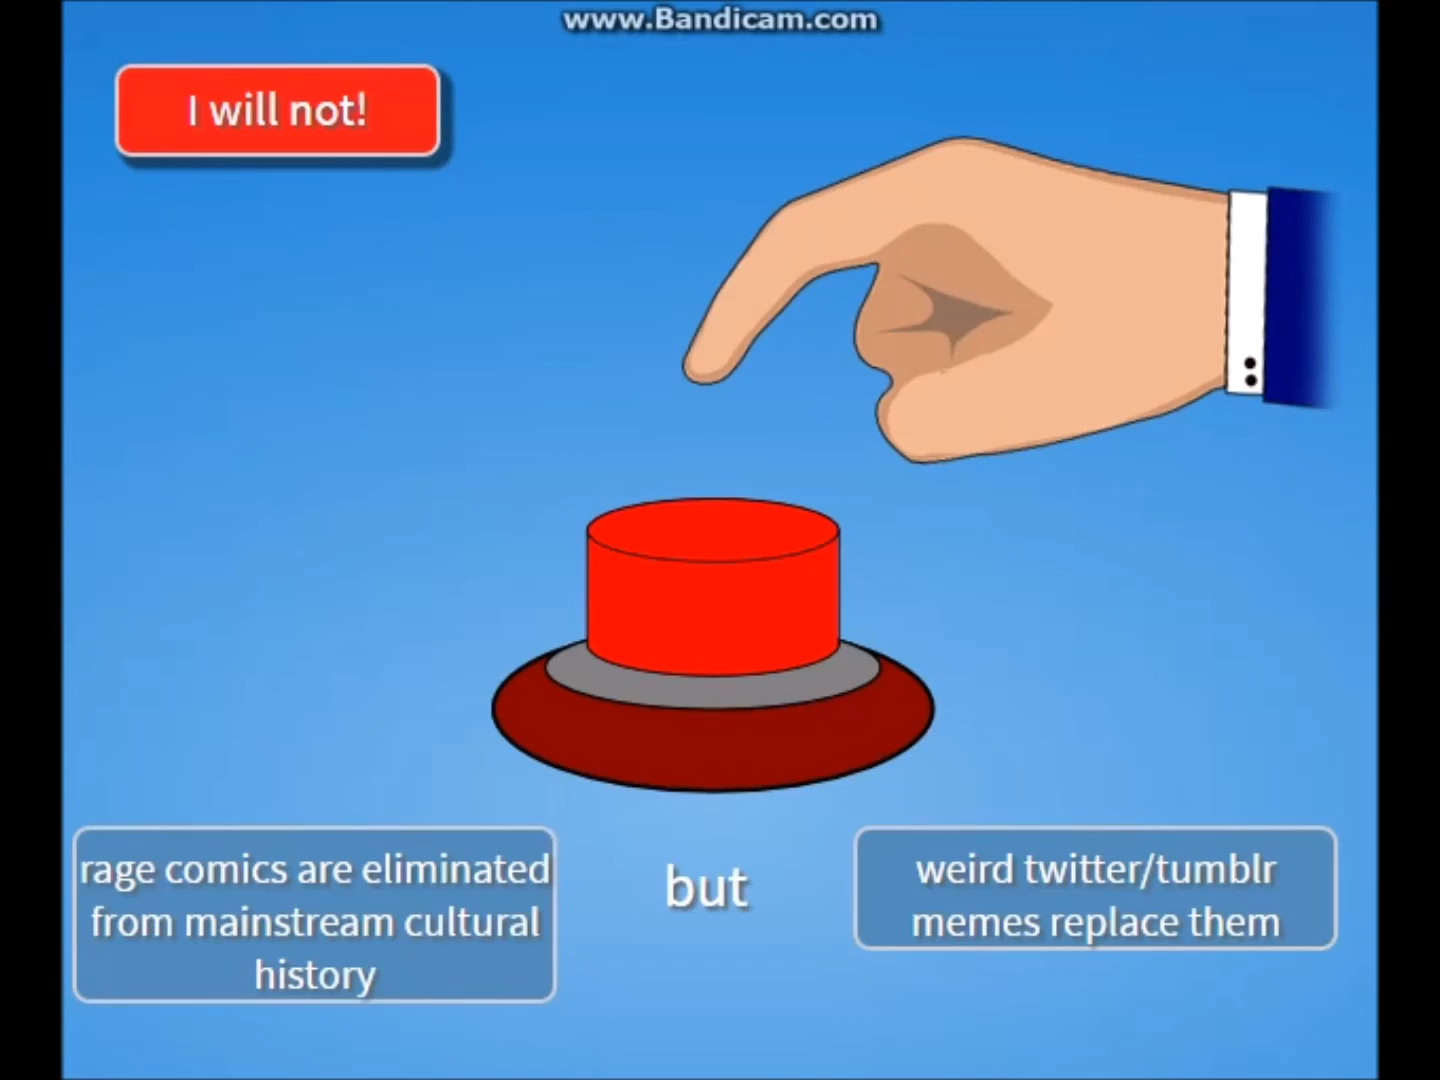 www.Bandicam.com
I will not!
rage comics are eliminated
from mainstream cultural
history
but
weird twitter/tumblr
memes replace them